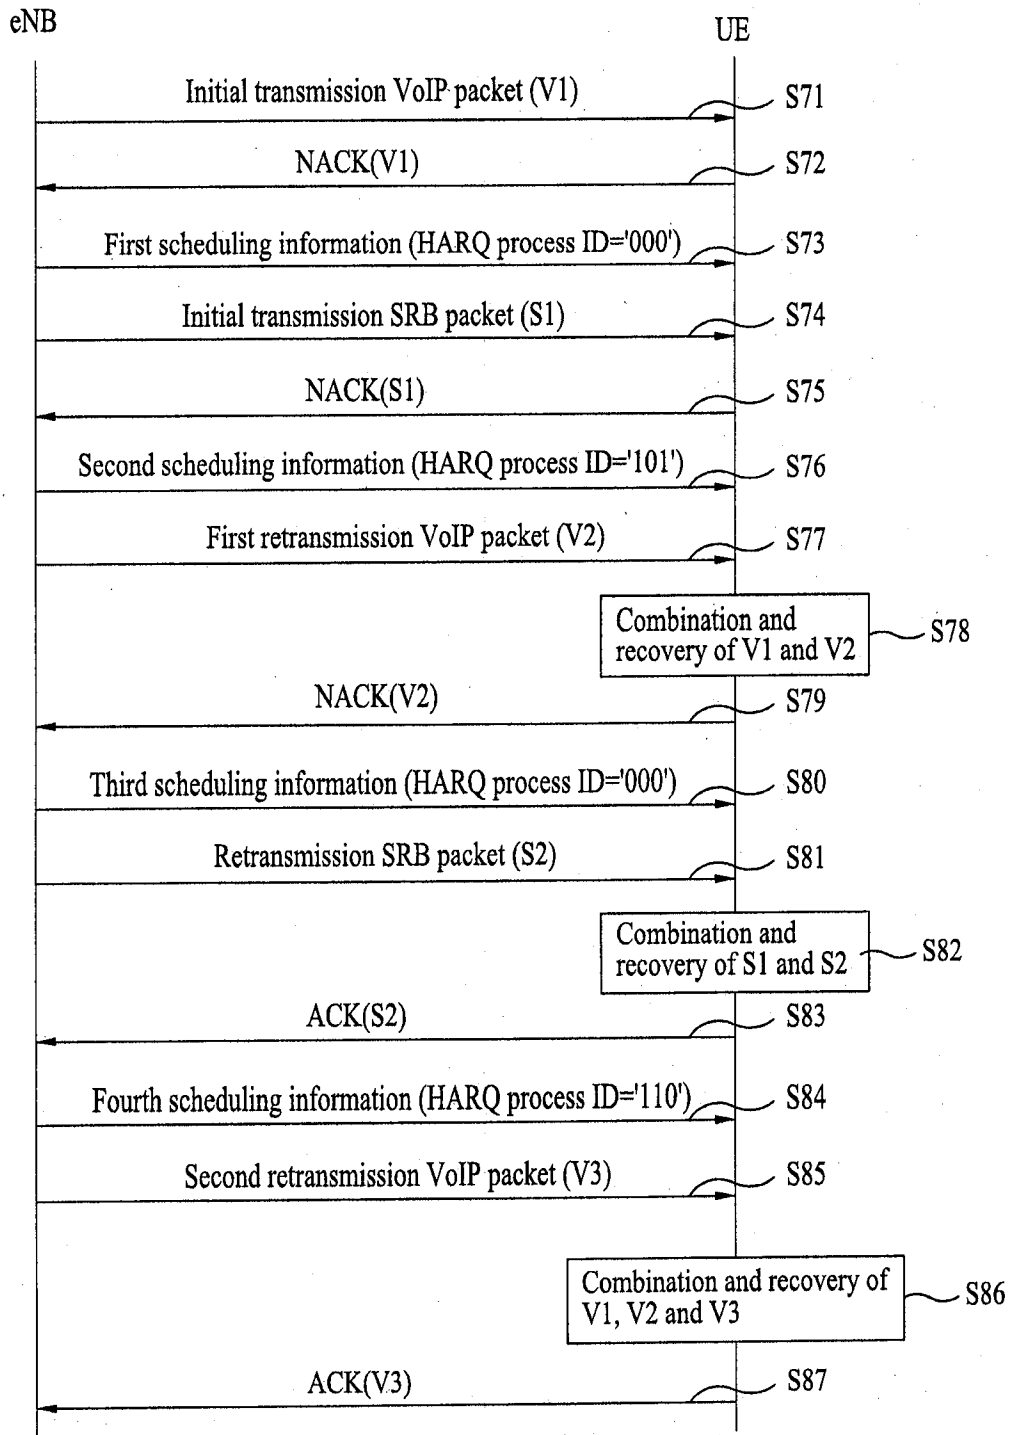 eNB
UE
Initial transmission VoIP packet (V1)
S71
NACK(V1)
S72
First scheduling information (HARQ process ID='000')
S73
Initial transmission SRB packet (S1)
S74
NACK(S1)
S75
Second scheduling information (HARQ process ID='101')
S76
First retransmission VoIP packet (V2)
S77
Combination and
recovery of V1 and V2
S78
NACK(V2)
S79
Third scheduling information (HARQ process ID='000')
S80
Retransmission SRB packet (S2)
S81
Combination and
recovery of S1 and S2
S82
ACK(S2)
S83
Fourth scheduling information (HARQ process ID='110')
S84
Second retransmission VoIP packet (V3)
S85
Combination and recovery of
V1, V2 and V3
S86
ACK(V3)
S87